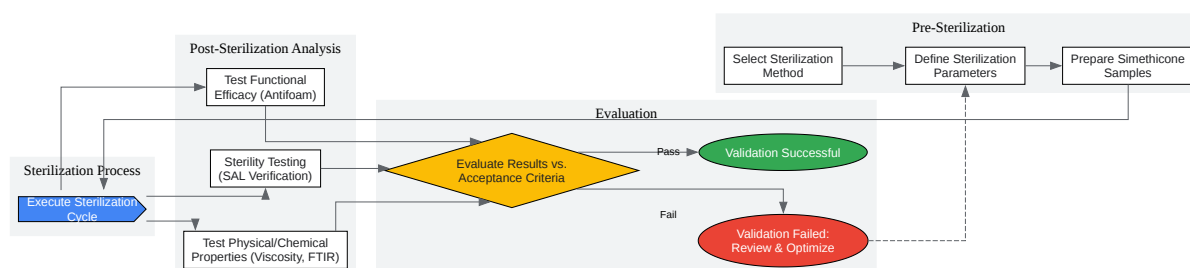 Pre-Sterilization
Select Sterilization
Method
Define Sterilization
Parameters
Prepare Simethicone
Samples
Post-Sterilization Analysis
Test Functional
Efficacy (Antifoam)
Sterility Testing
(SAL Verification)
Test Physical/Chemical
Properties (Viscosity, FTIR)
Sterilization Process
Execute Sterilization
Cycle
Evaluation
Evaluate Results vs.
Acceptance Criteria
Pass
Validation Successful
Fail
Validation Failed:
Review & Optimize